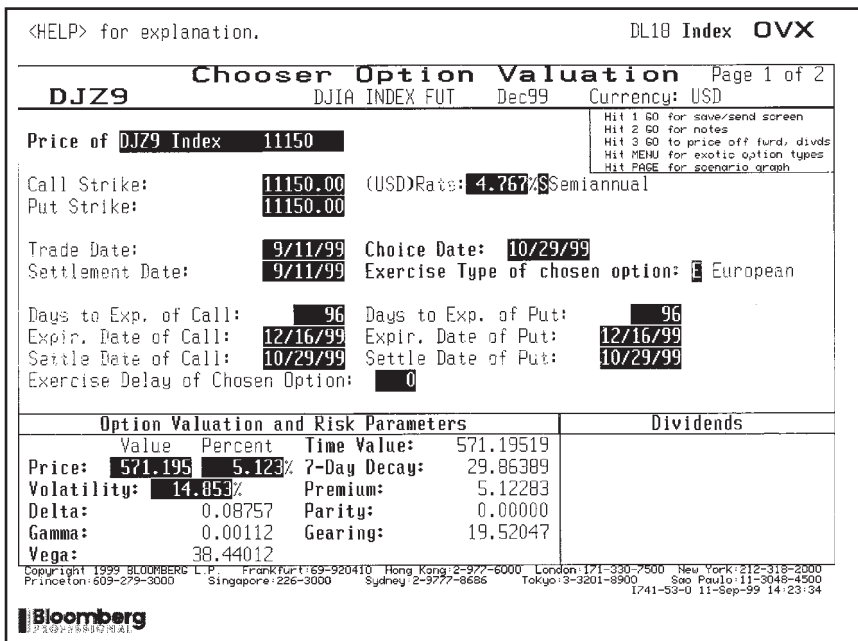 <HELP> for explanation. DL18 Index OVX
Chooser Option Valuation Page 1 of 2
DJZ9 DJIA INDEX FUT Dec99 Currency: USD
Hit 1 GO for save/send screen
Hit 2 GO for notes
Hit 3 GO to price off fwrd, divds
Hit MENU for exotic option types
Hit PAGE for scenario graph
Price of DJZ9 Index 11150
Call Strike: 11150.00 (USD)Rate: 4.767%S Semiannual
Put Strike: 11150.00
Trade Date: 9/11/99 Choice Date: 10/29/99
Settlement Date: 9/11/99 Exercise Type of chosen option: E European
Days to Exp. of Call: 96 Days to Exp. of Put: 96
Expir. Date of Call: 12/16/99 Expir. Date of Put: 12/16/99
Settle Date of Call: 10/29/99 Settle Date of Put: 10/29/99
Exercise Delay of Chosen Option: 0
Option Valuation and Risk Parameters Dividends
Value Percent Time Value: 571.19519
Price: 571.195 5.123% 7-Day Decay: 29.86389
Volatility: 14.853% Premium: 5.12283
Delta: 0.08757 Parity: 0.00000
Gamma: 0.00112 Gearing: 19.52047
Vega: 38.44012
Copyright 1999 BLOOMBERG L.P. Frankfurt:69-920410 Hong Kong:2-977-6000 London:171-330-7500 New York:212-318-2000
Princeton:609-279-3000 Singapore:226-3000 Sydney:2-9777-8686 Tokyo:3-3201-8900 Sao Paulo:11-3048-4500
I741-53-0 11-Sep-99 14:23:34
Bloomberg
PROFESSIONAL